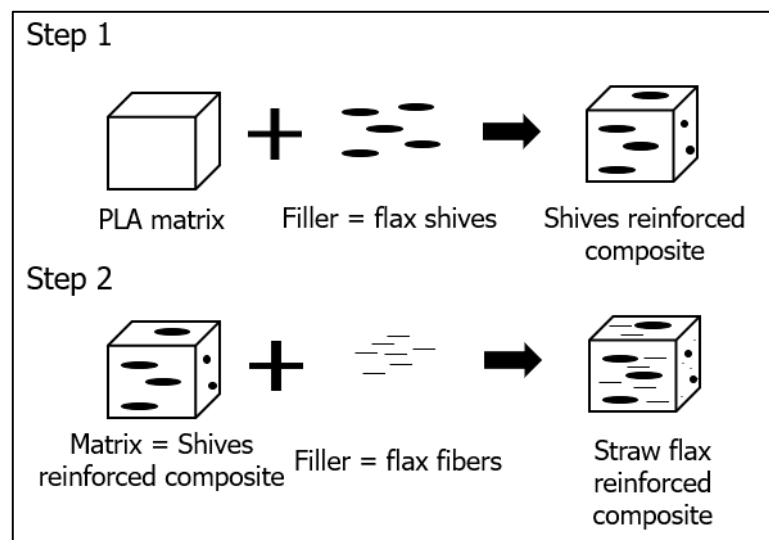 Step 1
PLA matrix
Filler = flax shives
Shives reinforced
composite
Step 2
Matrix = Shives
reinforced composite
Filler = flax fibers
Straw flax
reinforced
composite